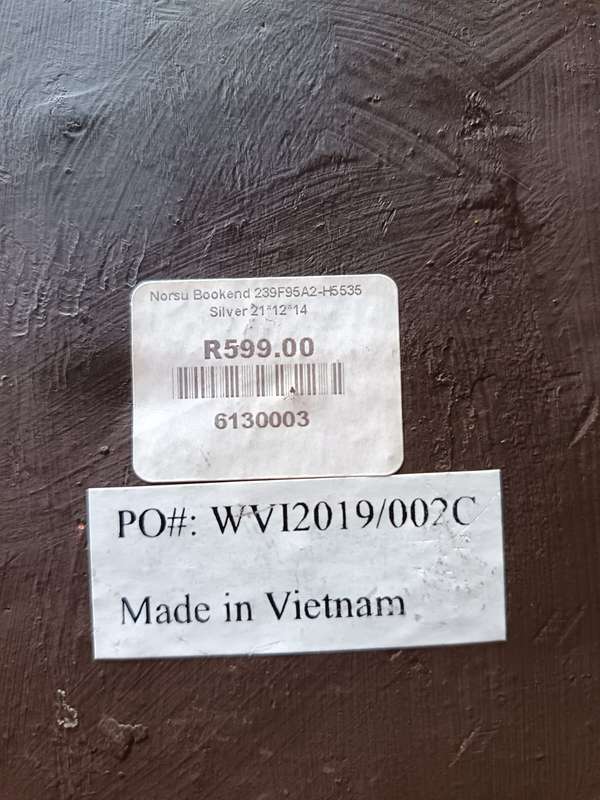 Norsu Bookend 239F95A2-H5535
Silver 21*12*14
R599.00
6130003
PO#: WVI2019/002C
Made in Vietnam